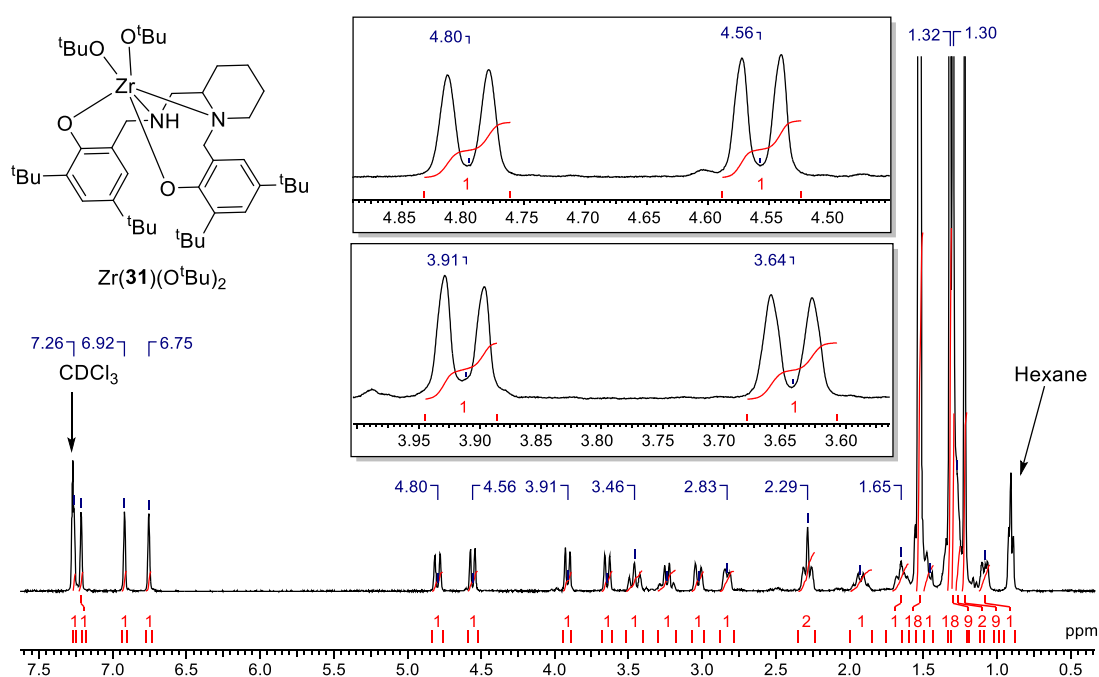 ᵗBuO
OᵗBu
Zr
O
NH
N
O
ᵗBu
ᵗBu
ᵗBu
ᵗBu
Zr(31)(OᵗBu)₂
4.80
4.56
1
1
4.85 4.80 4.75 4.70 4.65 4.60 4.55 4.50
3.91
3.64
1
1
3.95 3.90 3.85 3.80 3.75 3.70 3.65 3.60
1.32 1.30
7.26 6.92 6.75
CDCl₃
Hexane
4.80 4.56 3.91 3.46 2.83 2.29 1.65
1 1 1 1 1 1 1 1 1 1 1 1 2 1 1 18 1 18 9 2 9 1
ppm
7.5 7.0 6.5 6.0 5.5 5.0 4.5 4.0 3.5 3.0 2.5 2.0 1.5 1.0 0.5